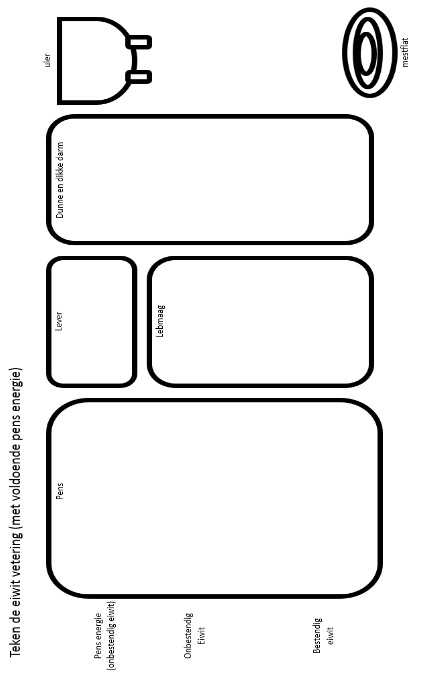 Teken de eiwit vetering (met voldoende pens energie)
Pens energie
(onbestendig eiwit)
Onbestendig
Eiwit
Bestendig
eiwit
Pens
Lever
Lebmaag
Dunne en dikke darm
uier
mestflat